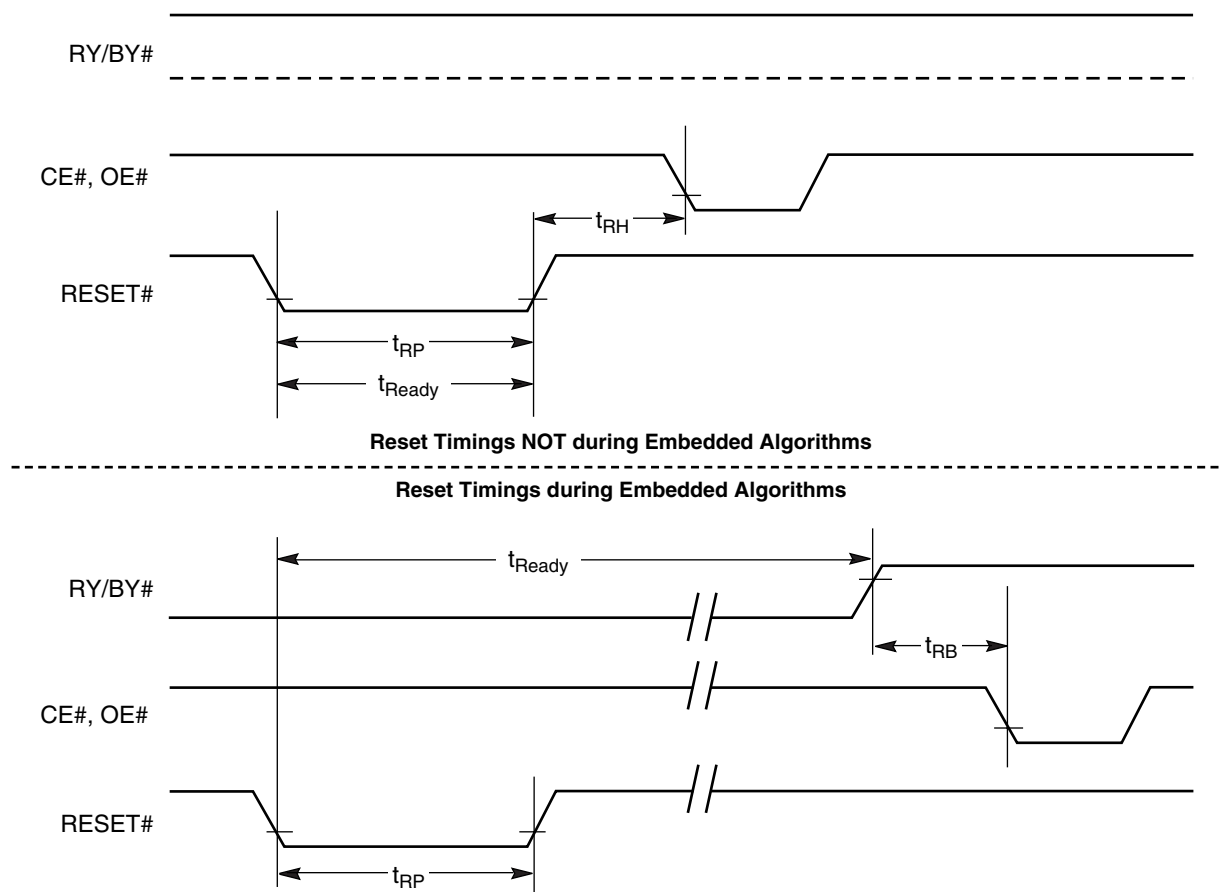 RY/BY#
CE#, OE#
tRH
RESET#
tRP
tReady
Reset Timings NOT during Embedded Algorithms
Reset Timings during Embedded Algorithms
tReady
RY/BY#
tRB
CE#, OE#
RESET#
tRP